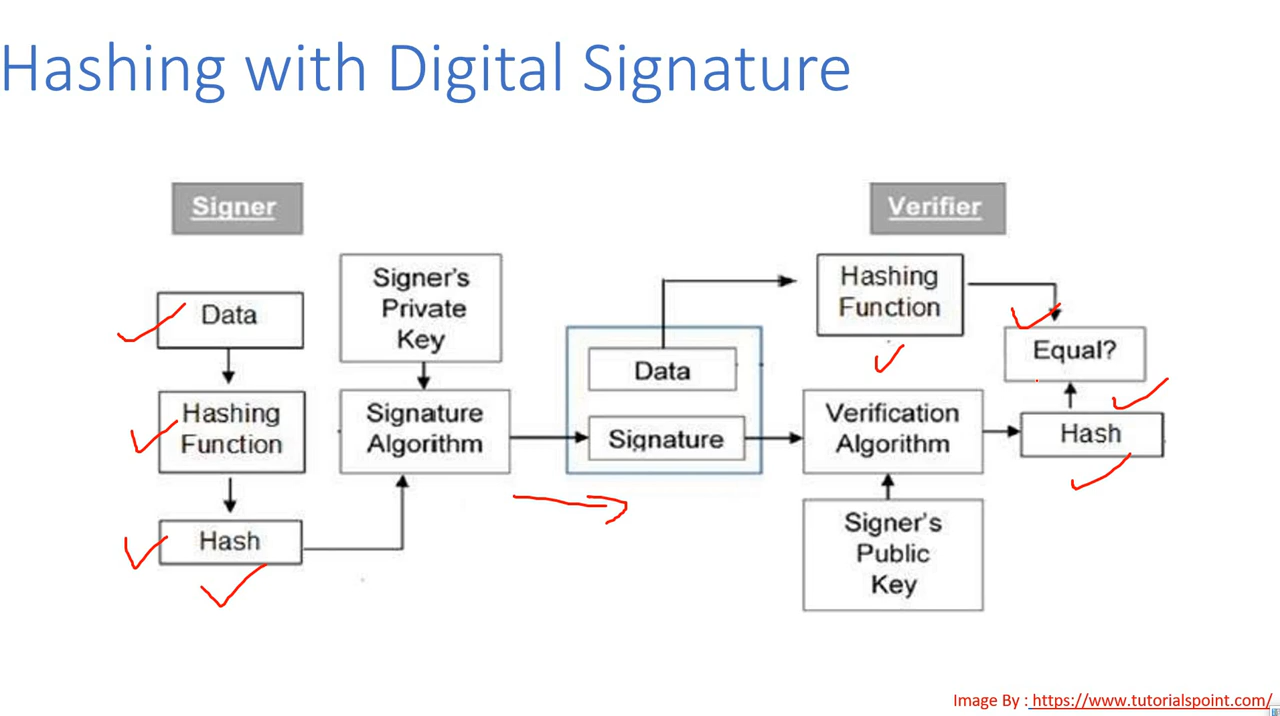 Hashing with Digital Signature
Signer
Verifier
Data
Hashing
Function
Hash
Signer's
Private
Key
Signature
Algorithm
Data
Signature
Hashing
Function
Verification
Algorithm
Signer's
Public
Key
Equal?
Hash
Image By : https://www.tutorialspoint.com/